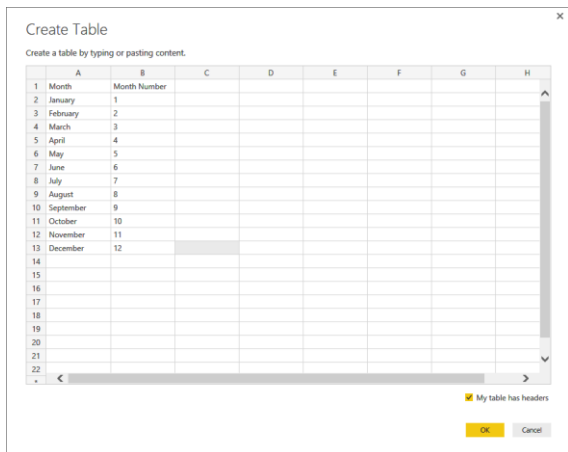 ×
Create Table
Create a table by typing or pasting content.
A B C D E F G H
1 Month Month Number
2 January 1
3 February 2
4 March 3
5 April 4
6 May 5
7 June 6
8 July 7
9 August 8
10 September 9
11 October 10
12 November 11
13 December 12
14
15
16
17
18
19
20
21
22
*
My table has headers
OK Cancel